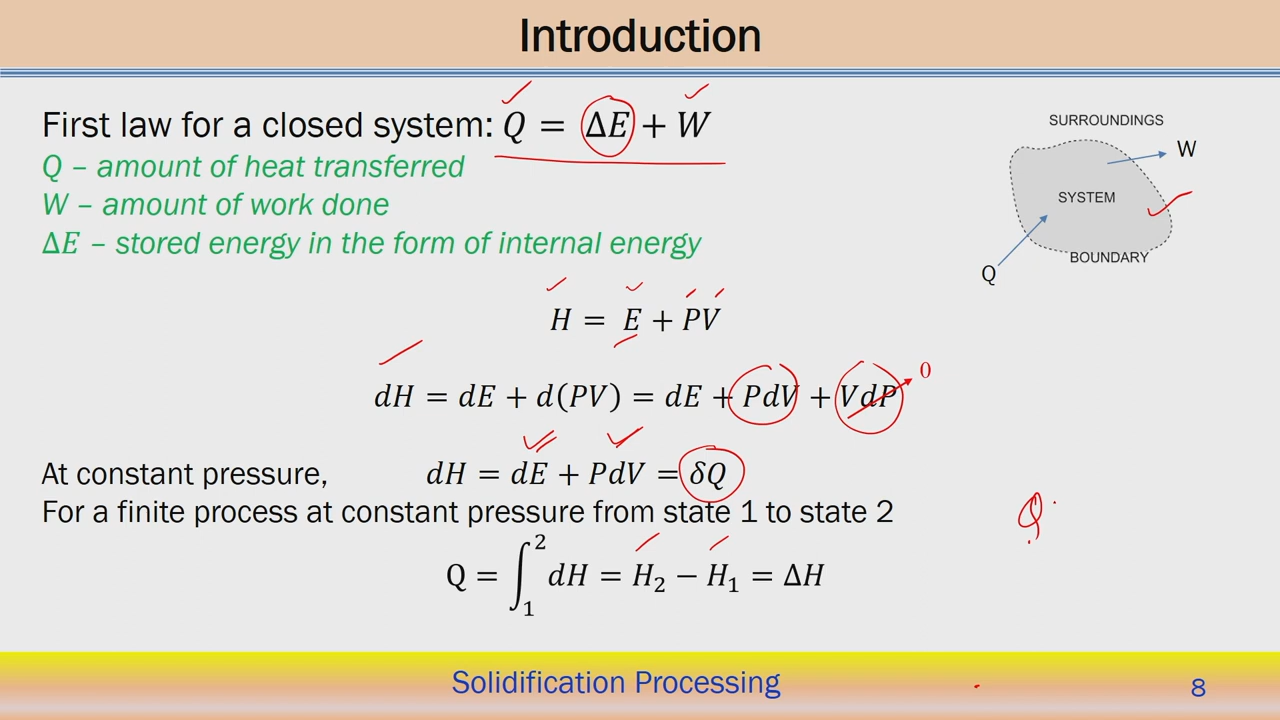 Introduction
First law for a closed system: Q = ΔE + W
Q – amount of heat transferred
W – amount of work done
ΔE – stored energy in the form of internal energy
SURROUNDINGS
W
SYSTEM
BOUNDARY
Q
H = E + PV
dH = dE + d(PV) = dE + PdV + VdP 0
At constant pressure, dH = dE + PdV = δQ
For a finite process at constant pressure from state 1 to state 2
Q = ∫₁² dH = H₂ − H₁ = ΔH
Solidification Processing
8